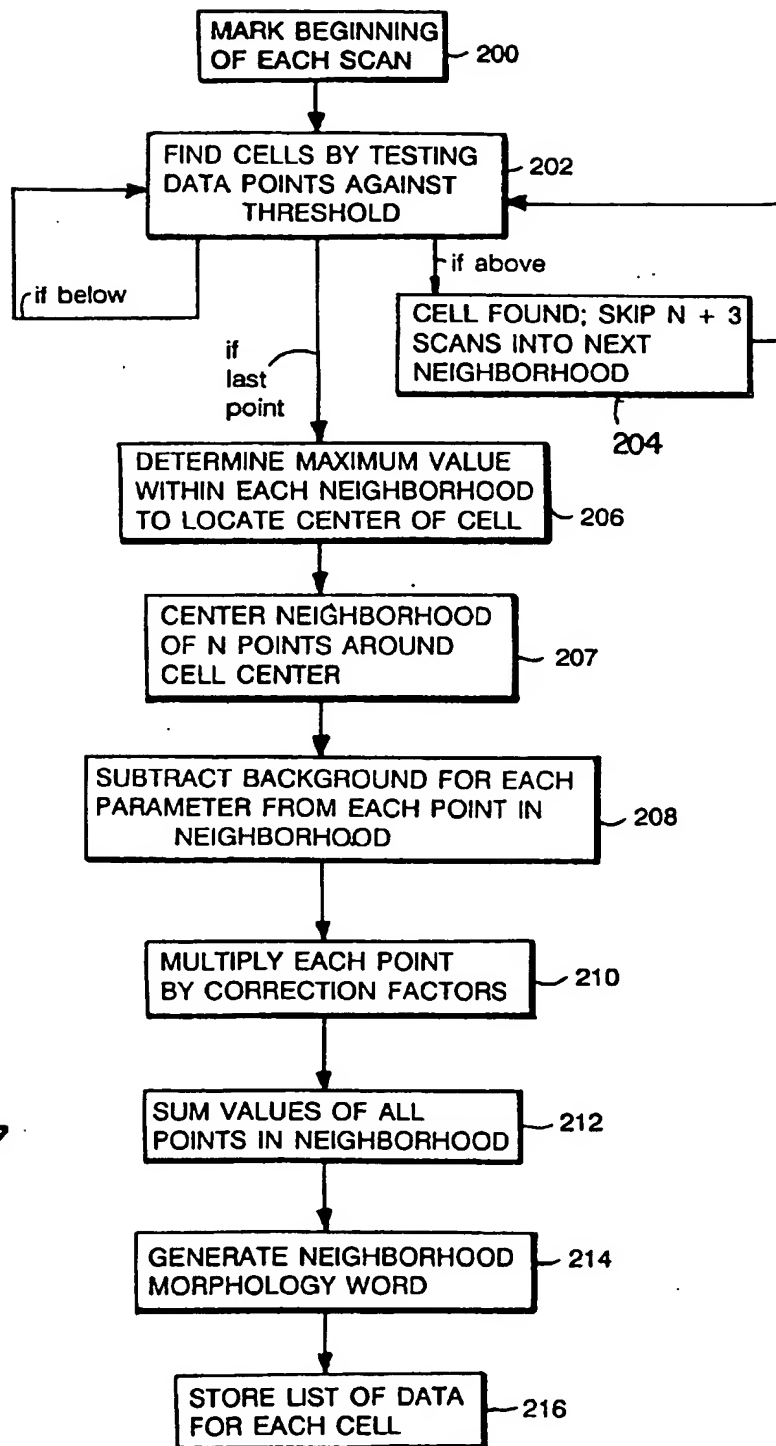 MARK BEGINNING
OF EACH SCAN
200
FIND CELLS BY TESTING
DATA POINTS AGAINST
THRESHOLD
202
if below
if above
if
last
point
CELL FOUND; SKIP N + 3
SCANS INTO NEXT
NEIGHBORHOOD
204
DETERMINE MAXIMUM VALUE
WITHIN EACH NEIGHBORHOOD
TO LOCATE CENTER OF CELL
206
CENTER NEIGHBORHOOD
OF N POINTS AROUND
CELL CENTER
207
SUBTRACT BACKGROUND FOR EACH
PARAMETER FROM EACH POINT IN
NEIGHBORHOOD
208
MULTIPLY EACH POINT
BY CORRECTION FACTORS
210
SUM VALUES OF ALL
POINTS IN NEIGHBORHOOD
212
GENERATE NEIGHBORHOOD
MORPHOLOGY WORD
214
STORE LIST OF DATA
FOR EACH CELL
216